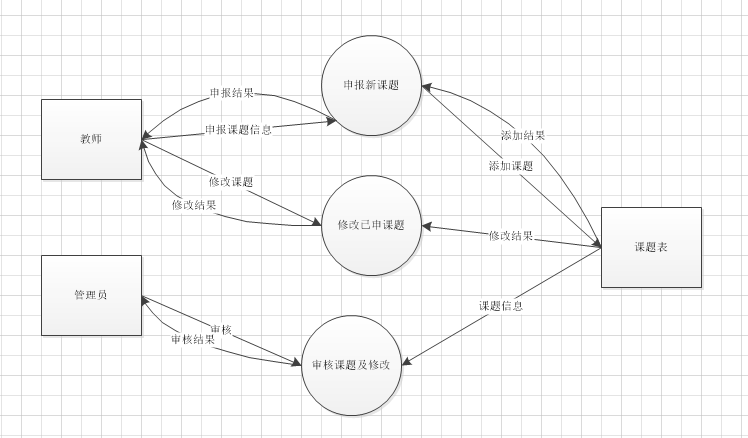 申报新课题
申报结果
添加结果
教师
申报课题信息
添加课题
修改课题
修改结果
修改已申课题
修改结果
课题表
管理员
课题信息
审核
审核结果
审核课题及修改